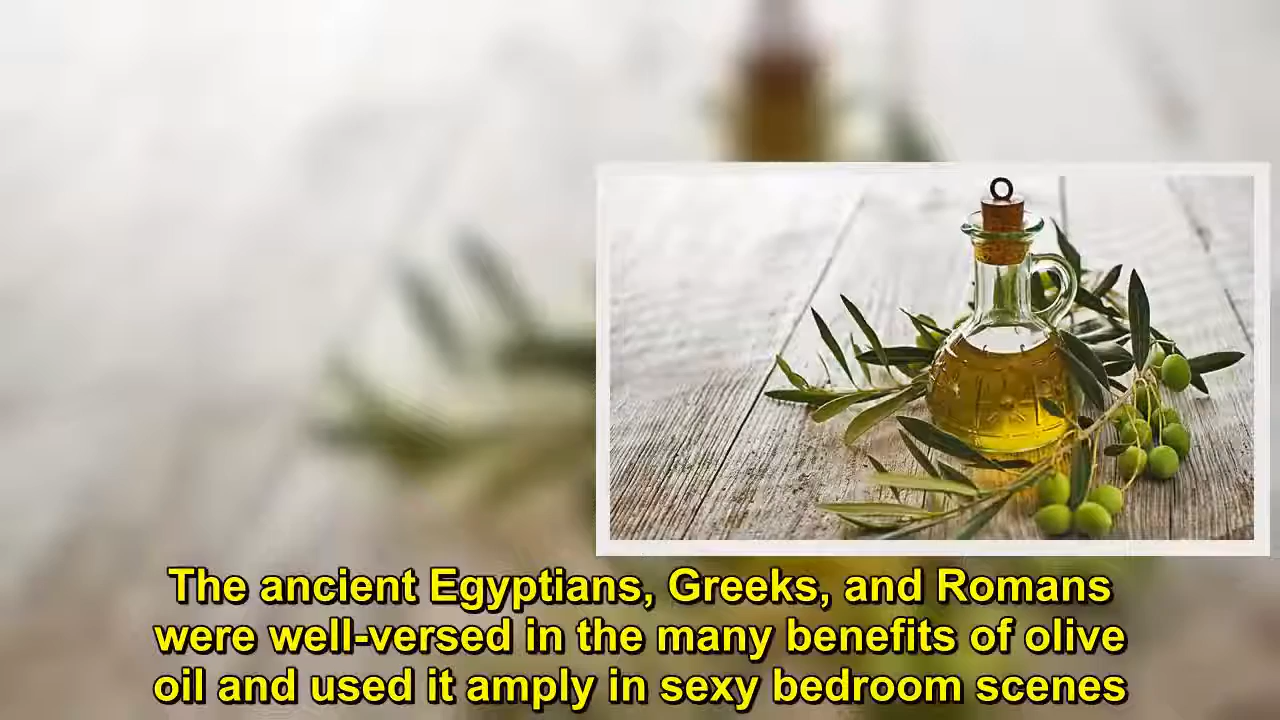 The ancient Egyptians, Greeks, and Romans
were well-versed in the many benefits of olive
oil and used it amply in sexy bedroom scenes